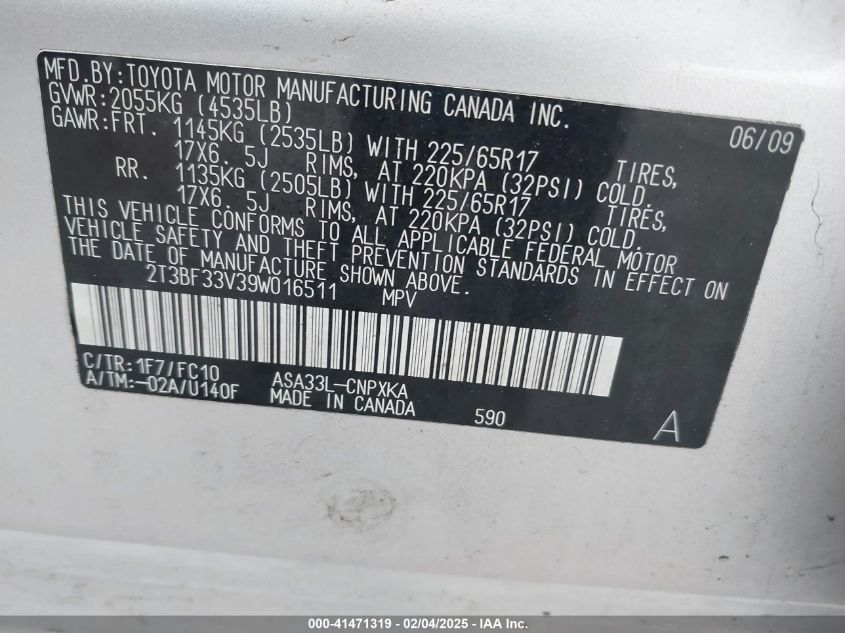 MFD.BY:TOYOTA MOTOR MANUFACTURING CANADA INC.
GVWR:2055KG (4535LB) 06/09
GAWR:FRT. 1145KG (2535LB) WITH 225/65R17 TIRES,
17X6. 5J RIMS, AT 220KPA (32PSI) COLD.
RR. 1135KG (2505LB) WITH 225/65R17 TIRES,
17X6. 5J RIMS, AT 220KPA (32PSI) COLD.
THIS VEHICLE CONFORMS TO ALL APPLICABLE FEDERAL MOTOR
VEHICLE SAFETY AND THEFT PREVENTION STANDARDS IN EFFECT ON
THE DATE OF MANUFACTURE SHOWN ABOVE.
2T3BF33V39W016511 MPV
C/TR:1F7/FC10 ASA33L-CNPXKA
A/TM:-02A/U140F MADE IN CANADA 590 A
000-41471319 - 02/04/2025 - IAA Inc.